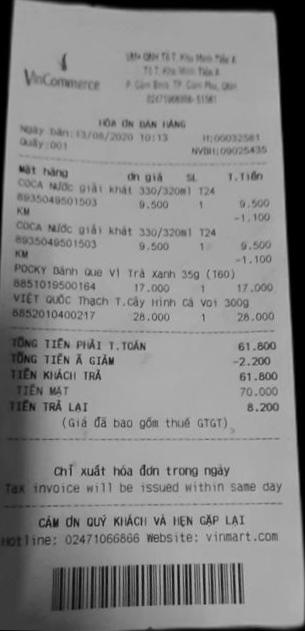 VinCommerce
VM+ QNH Tổ 7, Khu Minh Tiến A
Tổ 7, Khu Minh Tiến A
P. Cẩm Bình, TP. Cẩm Phả, QNH
02471066866-51581
HÓA ĐƠN BÁN HÀNG
Ngày bán:13/08/2020 10:13 H:00032581
Quầy:001 NVBH:09025435
Mặt hàng ơn giá SL T.Tiền
COCA Nước giải khát 330/320ml T24
8935049501503 9.500 1 9.500
KM -1.100
COCA Nước giải khát 330/320ml T24
8935049501503 9.500 1 9.500
KM -1.100
POCKY Bánh Que Vị Trà Xanh 35g (T60)
8851019500164 17.000 1 17.000
VIỆT QUỐC Thạch T.Cây Hình Cá Voi 300g
8852010400217 28.000 1 28.000
TỔNG TIỀN PHẢI T.TOÁN 61.800
TỔNG TIỀN Ã GIẢM -2.200
TIỀN KHÁCH TRẢ 61.800
TIỀN MẶT 70.000
TIỀN TRẢ LẠI 8.200
(Giá đã bao gồm thuế GTGT)
Chỉ xuất hóa đơn trong ngày
Tax invoice will be issued within same day
CẢM ƠN QUÝ KHÁCH VÀ HẸN GẶP LẠI
Hotline: 02471066866 Website: vinmart.com